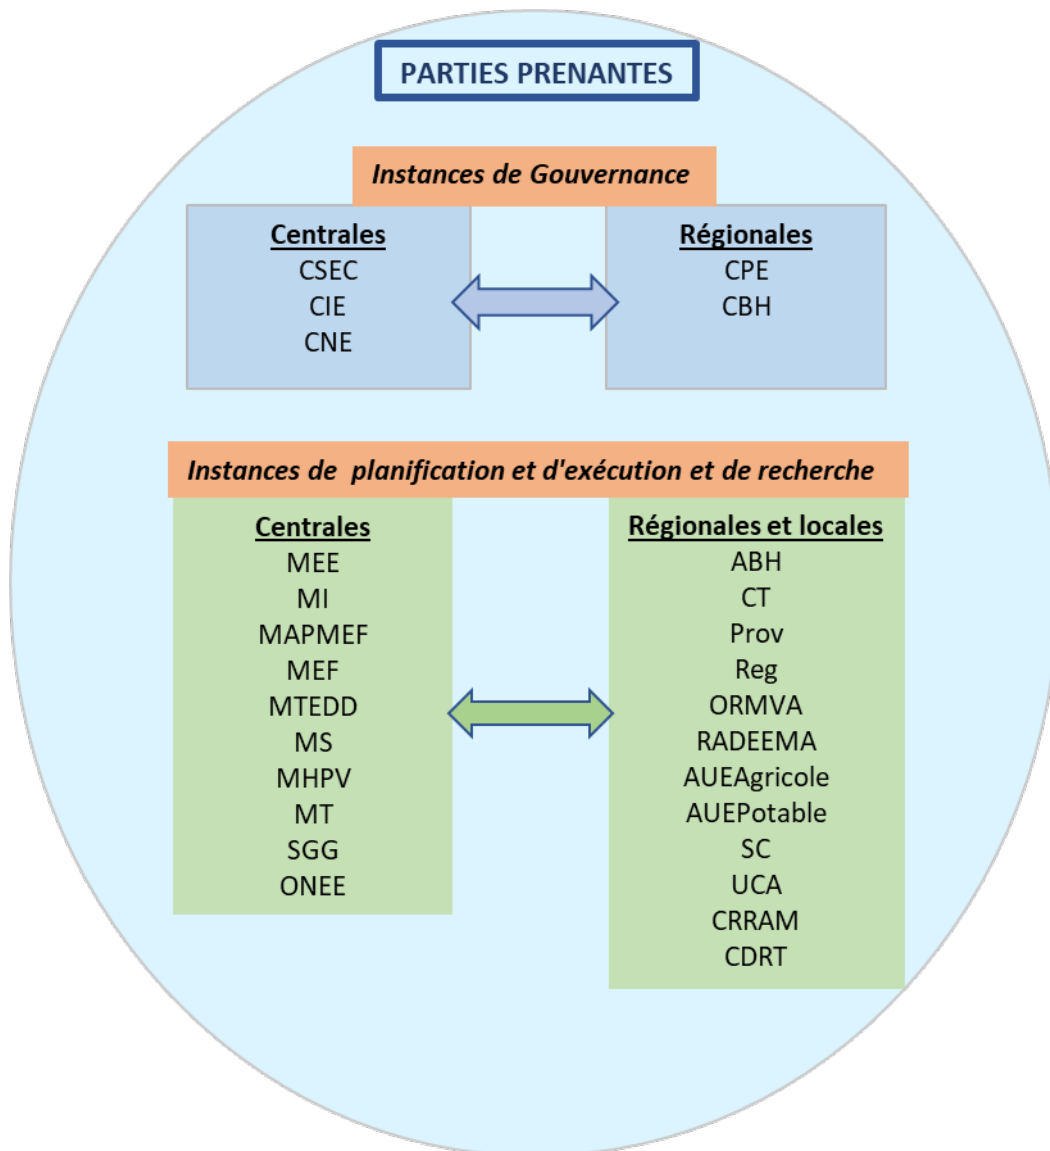 PARTIES PRENANTES
Instances de Gouvernance
Centrales
CSEC
CIE
CNE
Régionales
CPE
CBH
Instances de  planification et d'exécution et de recherche
Centrales
MEE
MI
MAPMEF
MEF
MTEDD
MS
MHPV
MT
SGG
ONEE
Régionales et locales
ABH
CT
Prov
Reg
ORMVA
RADEEMA
AUEAgricole
AUEPotable
SC
UCA
CRRAM
CDRT